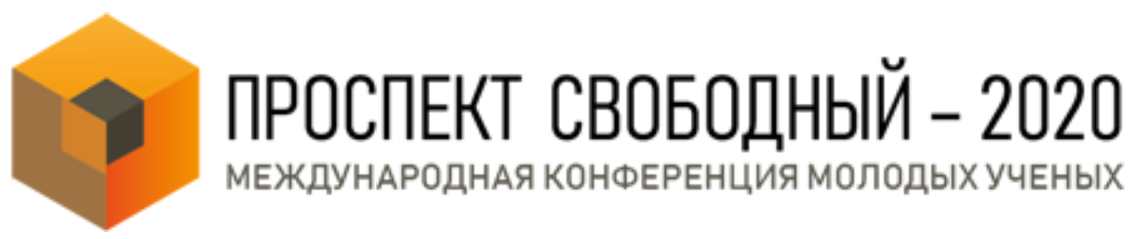 ПРОСПЕКТ СВОБОДНЫЙ – 2020
МЕЖДУНАРОДНАЯ КОНФЕРЕНЦИЯ МОЛОДЫХ УЧЕНЫХ